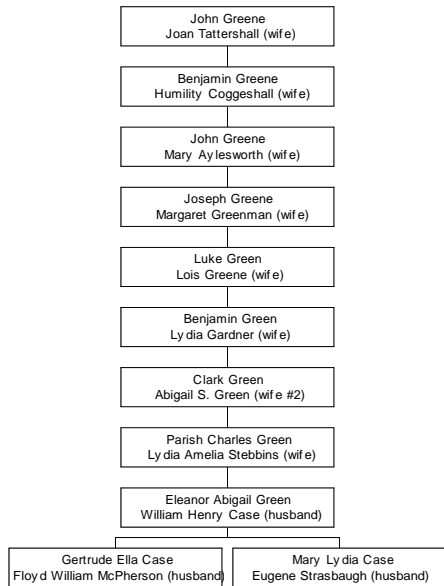 John Greene
Joan Tattershall (wife)
Benjamin Greene
Humility Coggeshall (wife)
John Greene
Mary Aylesworth (wife)
Joseph Greene
Margaret Greenman (wife)
Luke Green
Lois Greene (wife)
Benjamin Green
Lydia Gardner (wife)
Clark Green
Abigail S. Green (wife #2)
Parish Charles Green
Lydia Amelia Stebbins (wife)
Eleanor Abigail Green
William Henry Case (husband)
Gertrude Ella Case
Floyd William McPherson (husband)
Mary Lydia Case
Eugene Strasbaugh (husband)